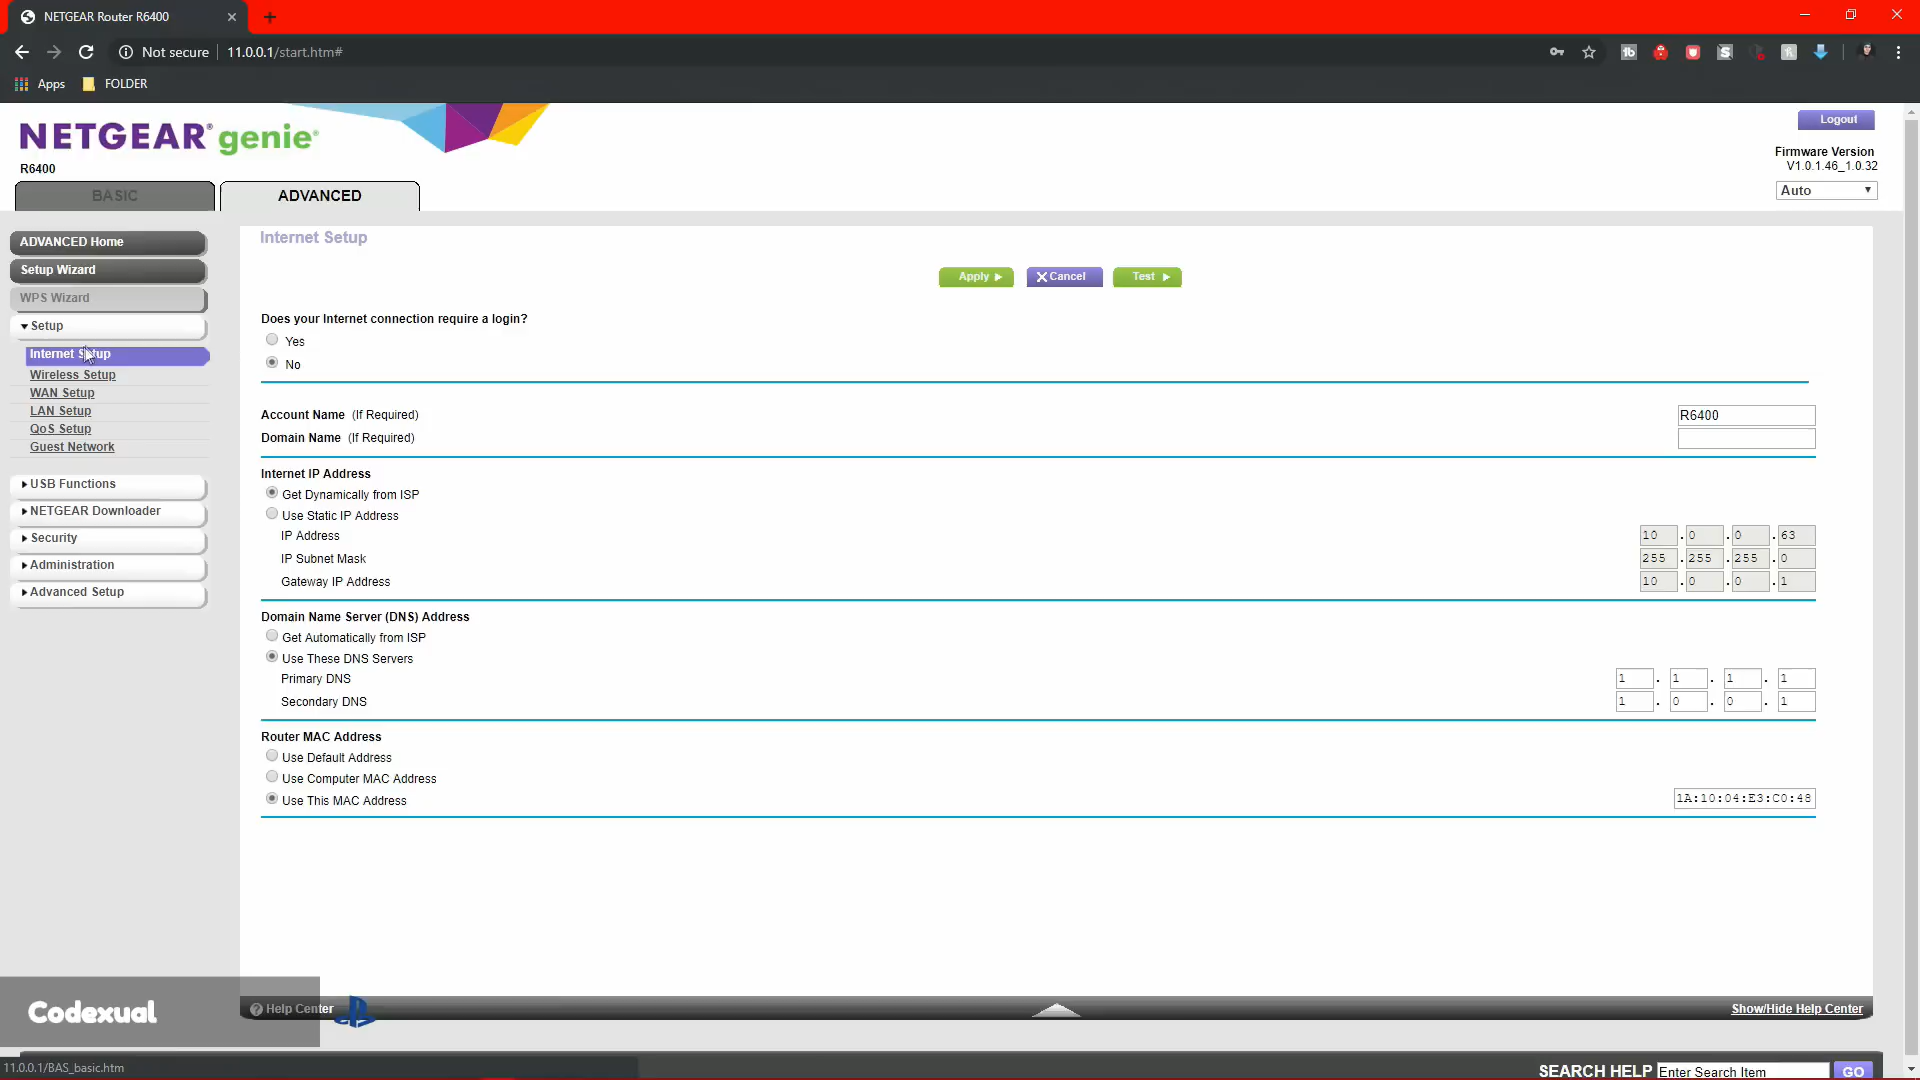 NETGEAR Router R6400
Not secure | 11.0.0.1/start.htm#
Apps FOLDER
NETGEAR® genie®
R6400
Logout
Firmware Version
V1.0.1.46_1.0.32
Auto
BASIC ADVANCED
ADVANCED Home
Setup Wizard
WPS Wizard
Setup
Internet Setup
Wireless Setup
WAN Setup
LAN Setup
QoS Setup
Guest Network
USB Functions
NETGEAR Downloader
Security
Administration
Advanced Setup
Internet Setup
Apply Cancel Test
Does your Internet connection require a login?
Yes
No
Account Name (If Required) R6400
Domain Name (If Required)
Internet IP Address
Get Dynamically from ISP
Use Static IP Address
IP Address 10 . 0 . 0 . 63
IP Subnet Mask 255 . 255 . 255 . 0
Gateway IP Address 10 . 0 . 0 . 1
Domain Name Server (DNS) Address
Get Automatically from ISP
Use These DNS Servers
Primary DNS 1 . 1 . 1 . 1
Secondary DNS 1 . 0 . 0 . 1
Router MAC Address
Use Default Address
Use Computer MAC Address
Use This MAC Address 1A:10:04:E3:C0:48
Codexual
Help Center Show/Hide Help Center
11.0.0.1/BAS_basic.htm
SEARCH HELP Enter Search Item GO